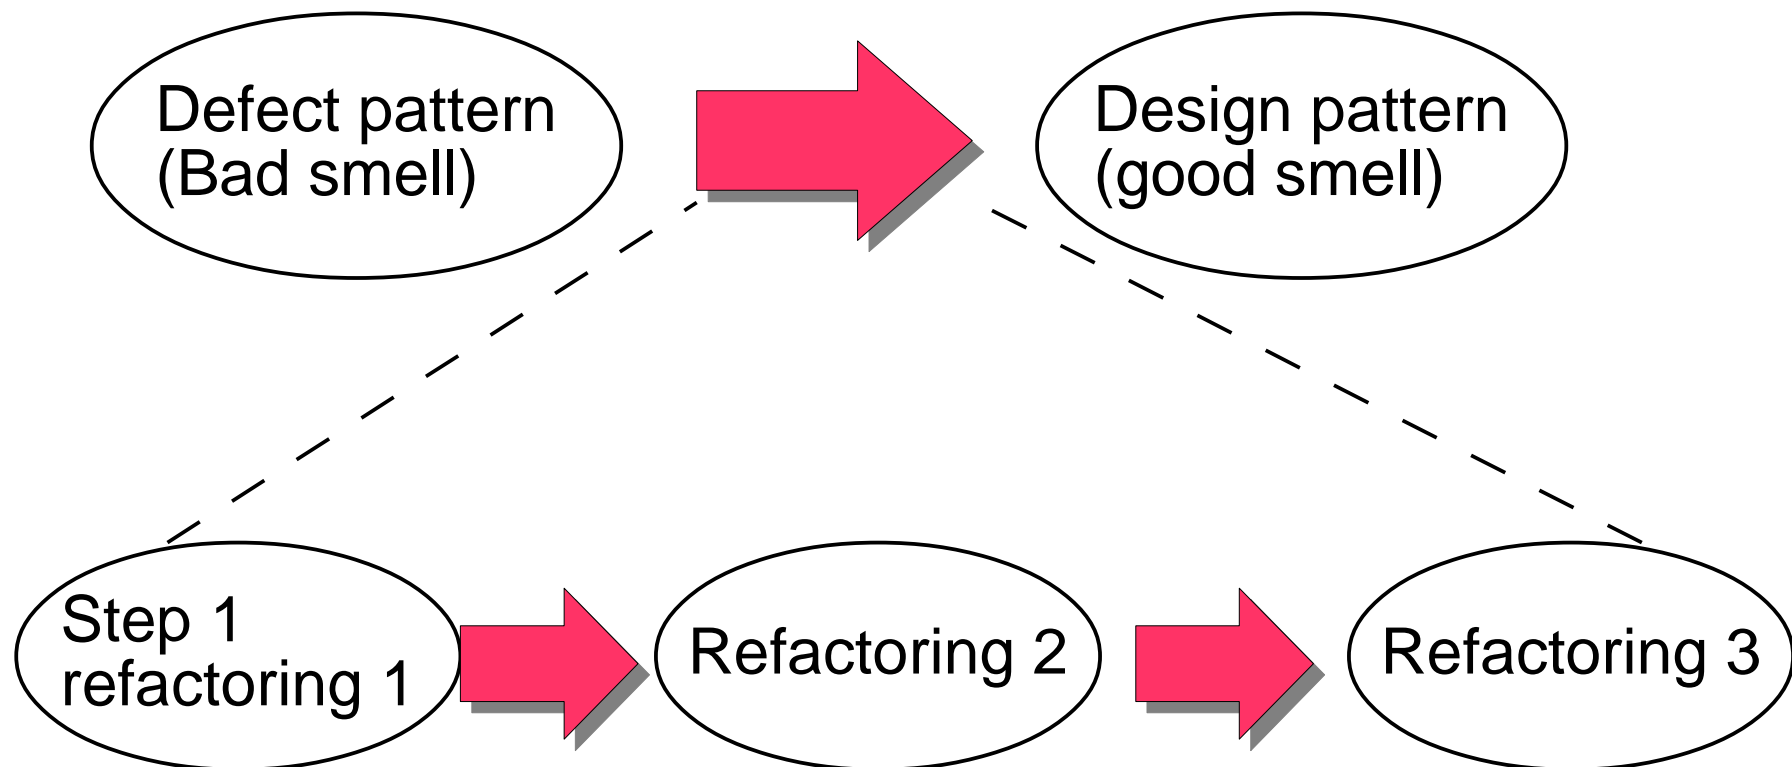 Defect pattern
(Bad smell)
Design pattern
(good smell)
Step 1
refactoring 1
Refactoring 2
Refactoring 3